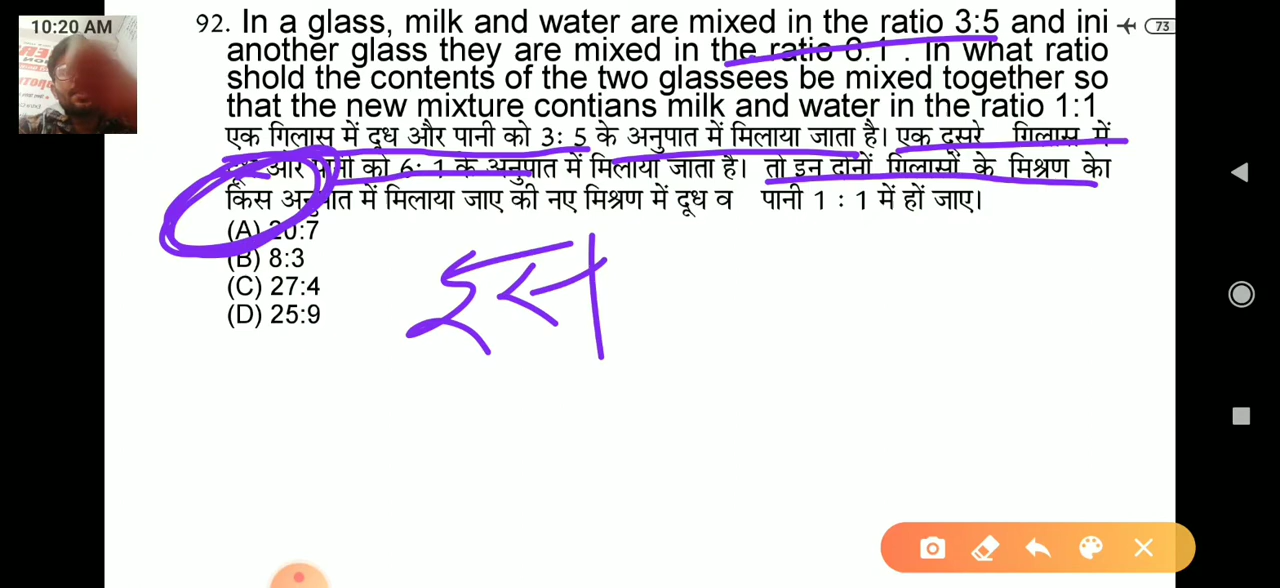 10:20 AM
73
92. In a glass, milk and water are mixed in the ratio 3:5 and ini
another glass they are mixed in the ratio 6:1 . In what ratio
shold the contents of the two glassees be mixed together so
that the new mixture contians milk and water in the ratio 1:1
एक गिलास में दूध और पानी को 3: 5 के अनुपात में मिलाया जाता है। एक दूसरे गिलास में
दूध और पानी को 6: 1 के अनुपात में मिलाया जाता है। तो इन दोनों गिलासों के मिश्रण केा
किस अनुपात में मिलाया जाए की नए मिश्रण में दूध व पानी 1 : 1 में हों जाए।
(A) 20:7
(B) 8:3
(C) 27:4
(D) 25:9